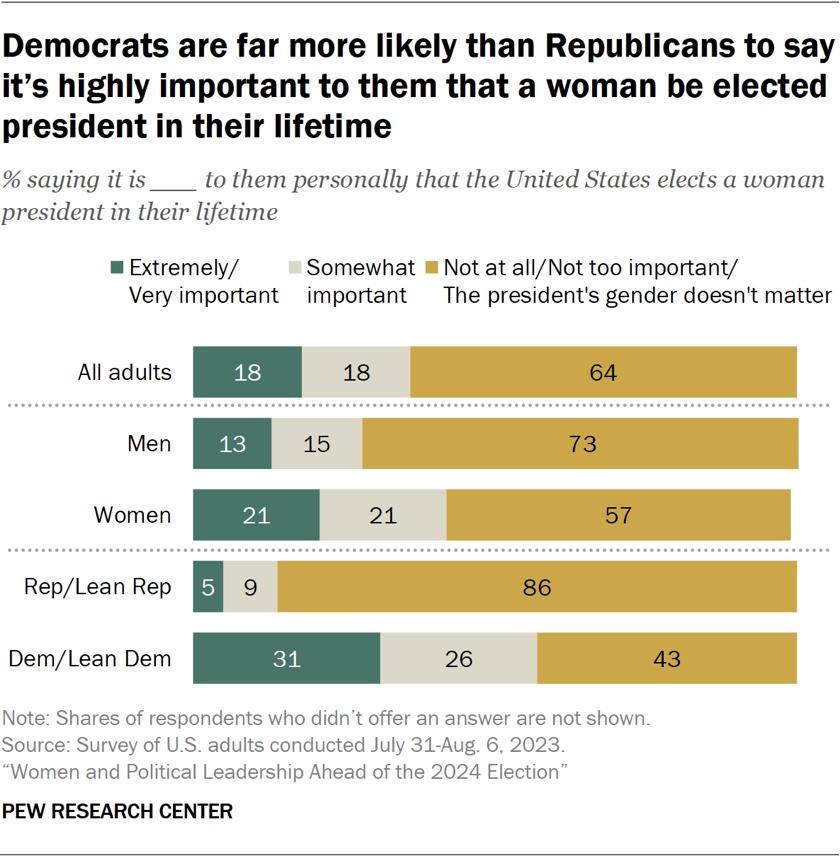 Democrats are far more likely than Republicans to say
it’s highly important to them that a woman be elected
president in their lifetime
% saying it is ___ to them personally that the United States elects a woman
president in their lifetime
Extremely/
Very important
Somewhat
important
Not at all/Not too important/
The president's gender doesn't matter
All adults 18 18 64
Men 13 15 73
Women 21 21 57
Rep/Lean Rep 5 9 86
Dem/Lean Dem 31 26 43
Note: Shares of respondents who didn’t offer an answer are not shown.
Source: Survey of U.S. adults conducted July 31-Aug. 6, 2023.
“Women and Political Leadership Ahead of the 2024 Election”
PEW RESEARCH CENTER